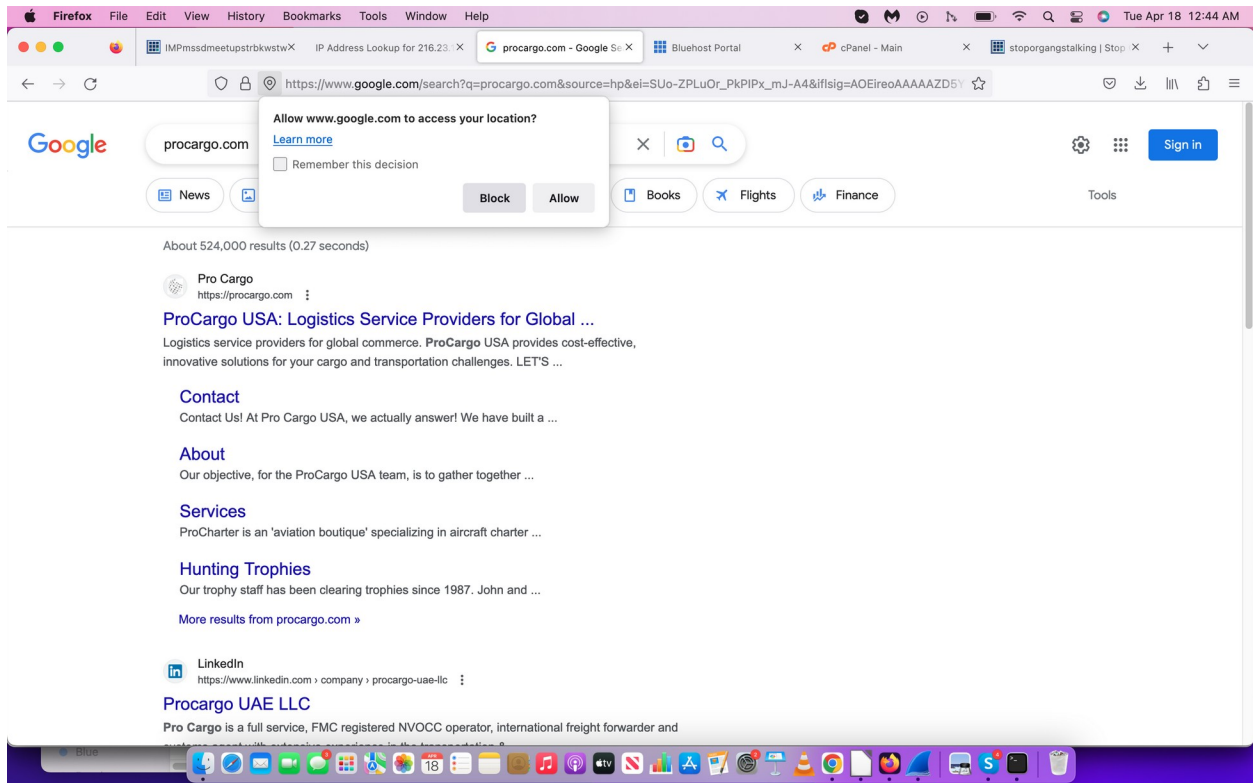 Firefox File Edit View History Bookmarks Tools Window Help Tue Apr 18 12:44 AM
IMPmssdmeetupstrbkwstw IP Address Lookup for 216.23. procargo.com - Google Se Bluehost Portal cPanel - Main stoporgangstalking | Stop
https://www.google.com/search?q=procargo.com&source=hp&ei=SUo-ZPLuOr_PkPIPx_mJ-A4&iflsig=AOEireoAAAAAZD5Y
Allow www.google.com to access your location?
Learn more
Remember this decision
Block Allow
Google procargo.com Sign in
News Books Flights Finance Tools
About 524,000 results (0.27 seconds)
Pro Cargo
https://procargo.com
ProCargo USA: Logistics Service Providers for Global ...
Logistics service providers for global commerce. ProCargo USA provides cost-effective,
innovative solutions for your cargo and transportation challenges. LET'S ...
Contact
Contact Us! At Pro Cargo USA, we actually answer! We have built a ...
About
Our objective, for the ProCargo USA team, is to gather together ...
Services
ProCharter is an 'aviation boutique' specializing in aircraft charter ...
Hunting Trophies
Our trophy staff has been clearing trophies since 1987. John and ...
More results from procargo.com »
LinkedIn
https://www.linkedin.com › company › procargo-uae-llc
Procargo UAE LLC
Pro Cargo is a full service, FMC registered NVOCC operator, international freight forwarder and
Blue
APR
18
tv